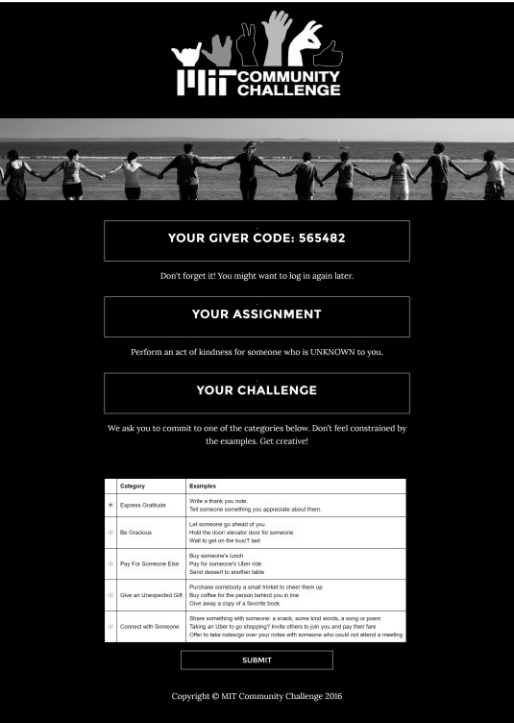 MIT COMMUNITY
CHALLENGE
YOUR GIVER CODE: 565482
Don't forget it! You might want to log in again later.
YOUR ASSIGNMENT
Perform an act of kindness for someone who is UNKNOWN to you.
YOUR CHALLENGE
We ask you to commit to one of the categories below. Don't feel constrained by
the examples. Get creative!
Category Examples
Express Gratitude
Write a thank you note.
Tell someone something you appreciate about them.
Be Gracious
Let someone go ahead of you
Hold the door/ elevator door for someone
Wait to get on the bus/T last
Pay For Someone Else
Buy someone's lunch
Pay for someone's Uber ride
Send dessert to another table
Give an Unexpected Gift
Purchase somebody a small trinket to cheer them up
Buy coffee for the person behind you in line
Give away a copy of a favorite book
Connect with Someone
Share something with someone: a snack, some kind words, a song or poem
Taking an Uber to go shopping? Invite others to join you and pay their fare
Offer to take notes/go over your notes with someone who could not attend a meeting
SUBMIT
Copyright © MIT Community Challenge 2016